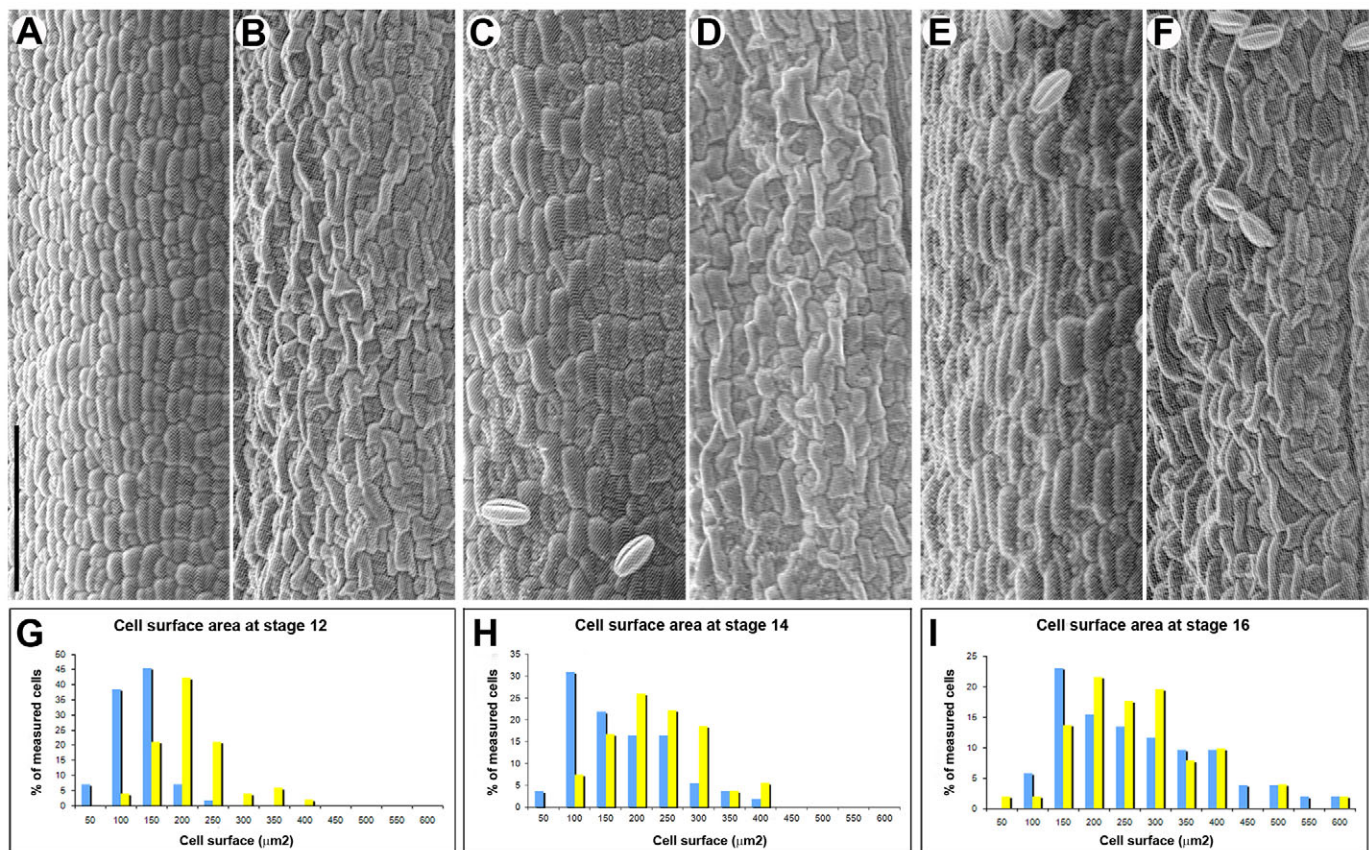 A
B
C
D
E
F
G
Cell surface area at stage 12
% of measured cells
50
45
40
35
30
25
20
15
10
5
0
50 100 150 200 250 300 350 400 450 500 550 600
Cell surface (μm2)
H
Cell surface area at stage 14
% of measured cells
35
30
25
20
15
10
5
0
50 100 150 200 250 300 350 400 450 500 550 600
Cell surface (μm2)
I
Cell surface area at stage 16
% of measured cells
25
20
15
10
5
0
50 100 150 200 250 300 350 400 450 500 550 600
Cell surface (μm2)